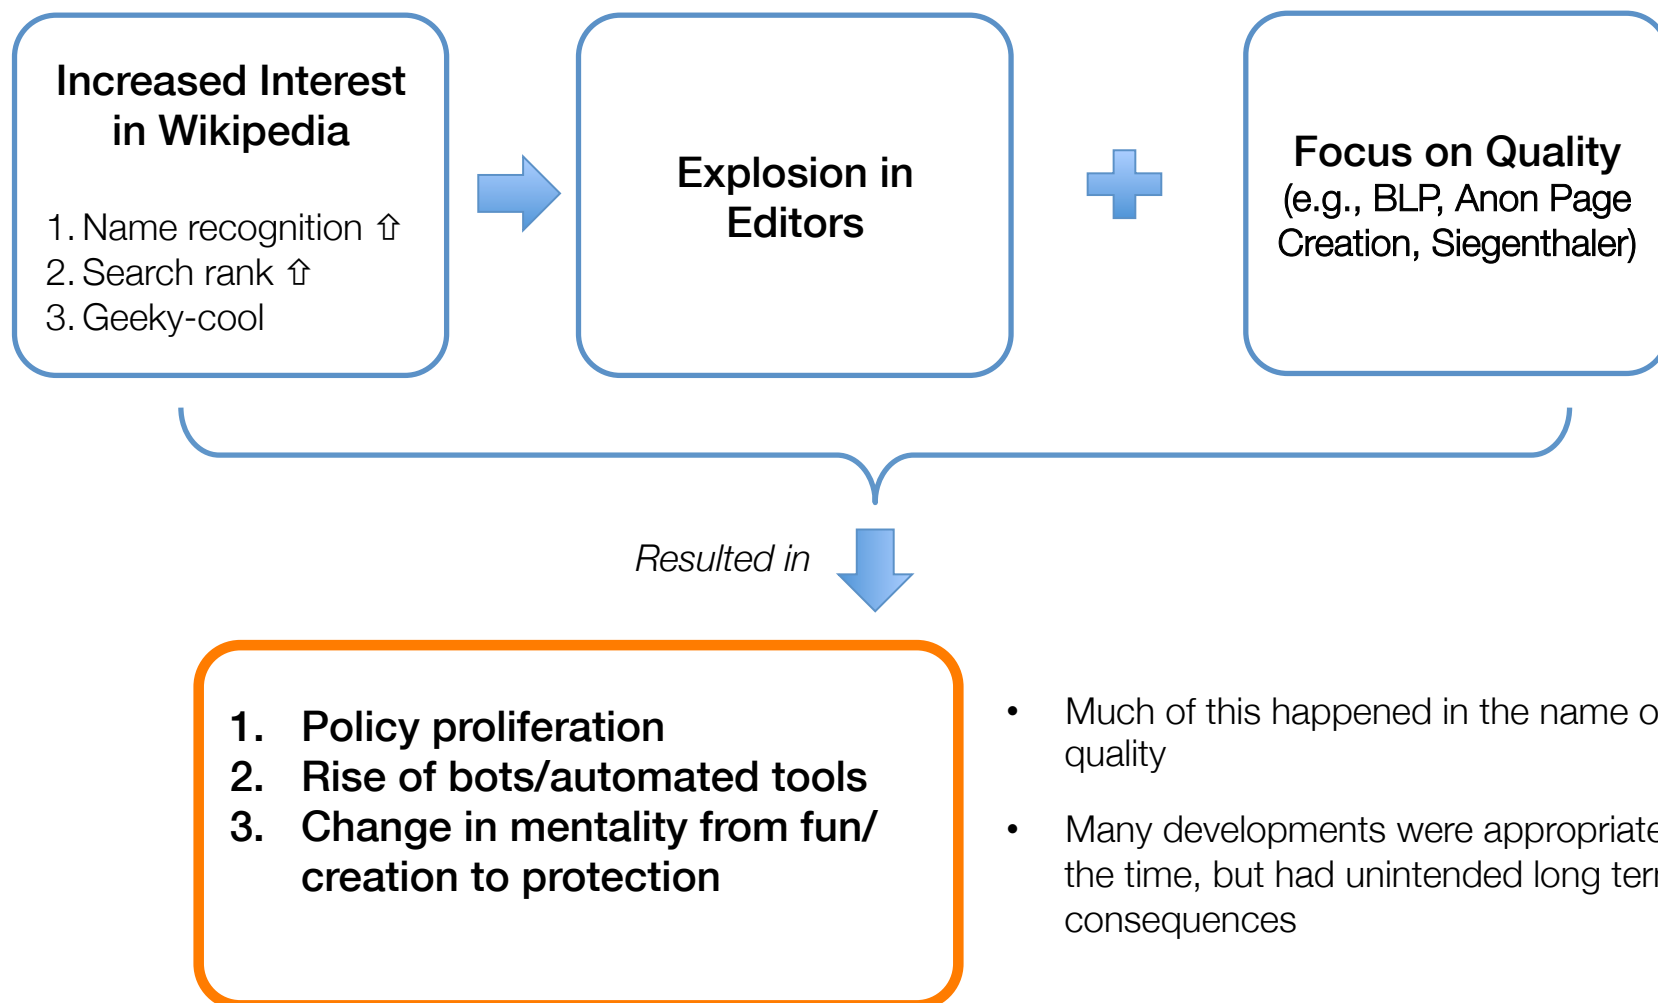 Increased Interest
in Wikipedia
1. Name recognition ⇧
2. Search rank ⇧
3. Geeky-cool
Explosion in
Editors
Focus on Quality
(e.g., BLP, Anon Page
Creation, Siegenthaler)
Resulted in
1. Policy proliferation
2. Rise of bots/automated tools
3. Change in mentality from fun/
creation to protection
• Much of this happened in the name o
quality
• Many developments were appropriate
the time, but had unintended long ter
consequences